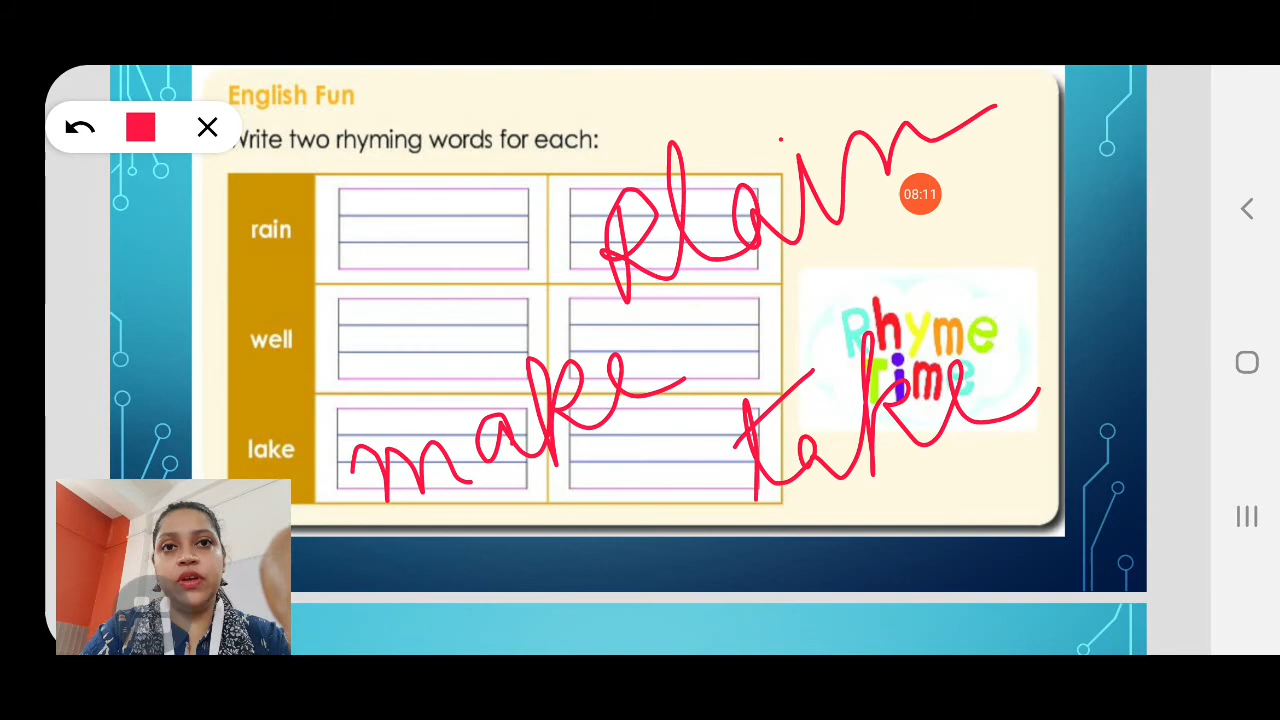 English Fun
Write two rhyming words for each:
rain
plain
08:11
well
Rhyme
Time
lake
make
take